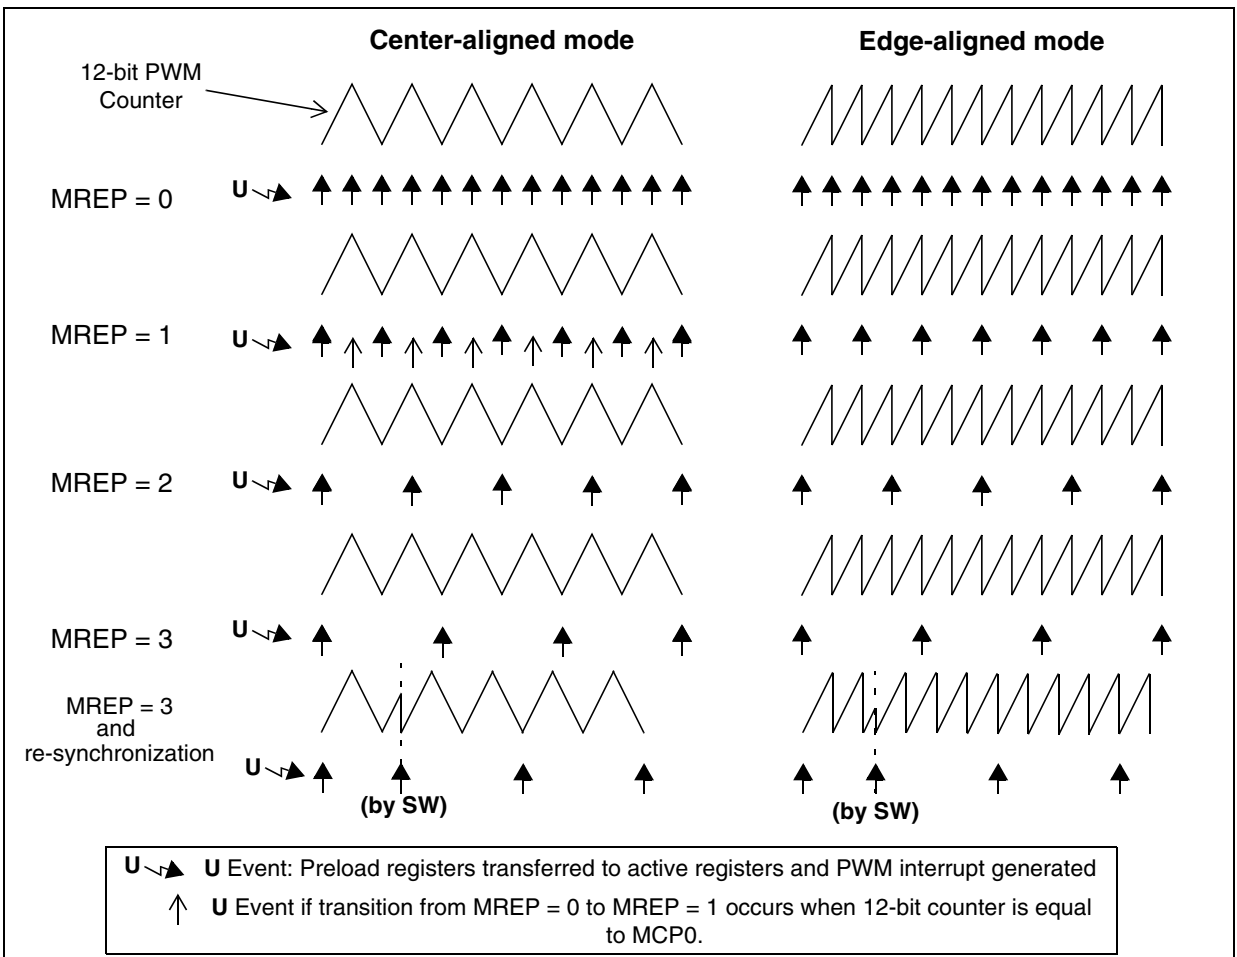 Center-aligned mode
Edge-aligned mode
12-bit PWM
Counter
MREP = 0
U
MREP = 1
U
MREP = 2
U
MREP = 3
U
MREP = 3
and
re-synchronization
U
(by SW)
(by SW)
U
U Event: Preload registers transferred to active registers and PWM interrupt generated
U Event if transition from MREP = 0 to MREP = 1 occurs when 12-bit counter is equal
to MCP0.